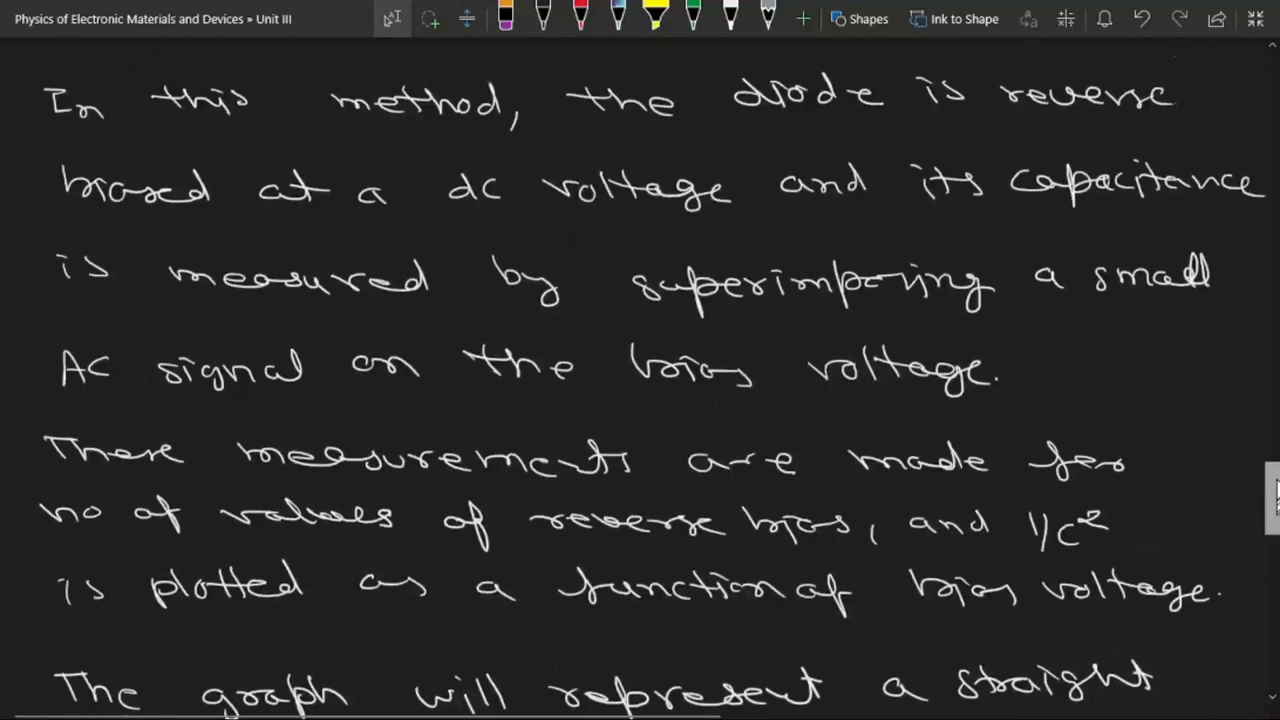 Physics of Electronic Materials and Devices » Unit III
Shapes
Ink to Shape
In this method, the diode is reverse
biased at a dc voltage and its capacitance
is measured by superimposing a small
AC signal on the bias voltage.
These measurements are made for
no of values of reverse bias, and 1/c²
is plotted as a function of bias voltage.
The graph will represent a straight